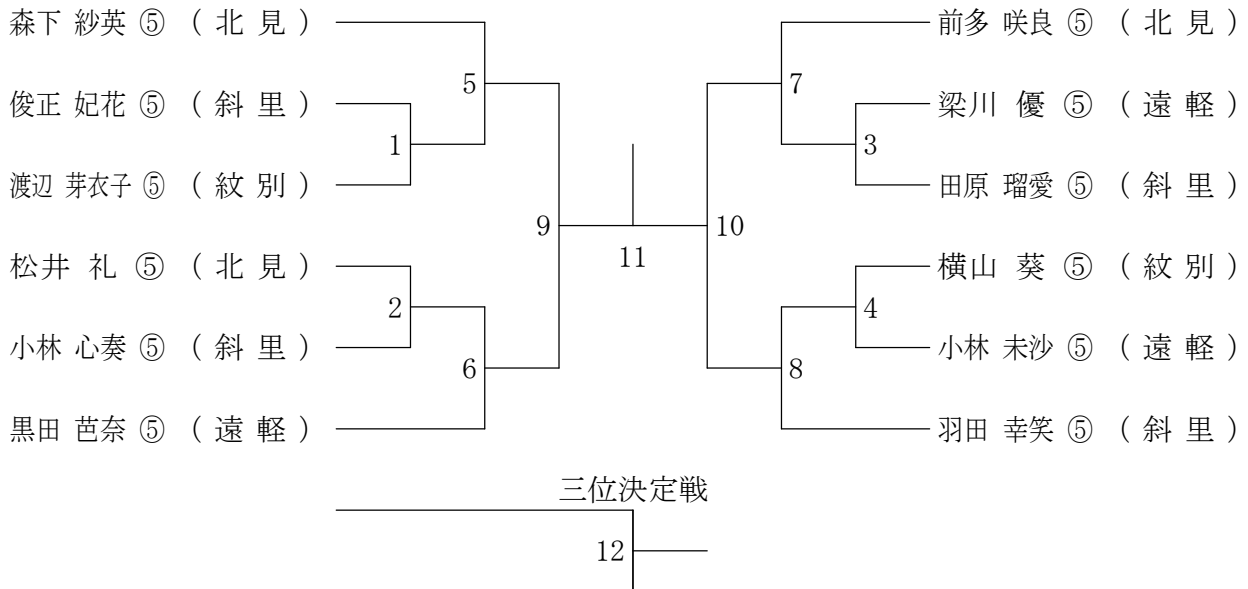 森下 紗英 ⑤ ( 北 見 )
5
俊正 妃花 ⑤ ( 斜 里 )
1
渡辺 芽衣子 ⑤ ( 紋 別 )
9
松井 礼 ⑤ ( 北 見 )
2
小林 心奏 ⑤ ( 斜 里 )
6
黒田 芭奈 ⑤ ( 遠 軽 )
11
前多 咲良 ⑤ ( 北 見 )
7
梁川 優 ⑤ ( 遠 軽 )
3
田原 瑠愛 ⑤ ( 斜 里 )
10
横山 葵 ⑤ ( 紋 別 )
4
小林 未沙 ⑤ ( 遠 軽 )
8
羽田 幸笑 ⑤ ( 斜 里 )
三位決定戦
12